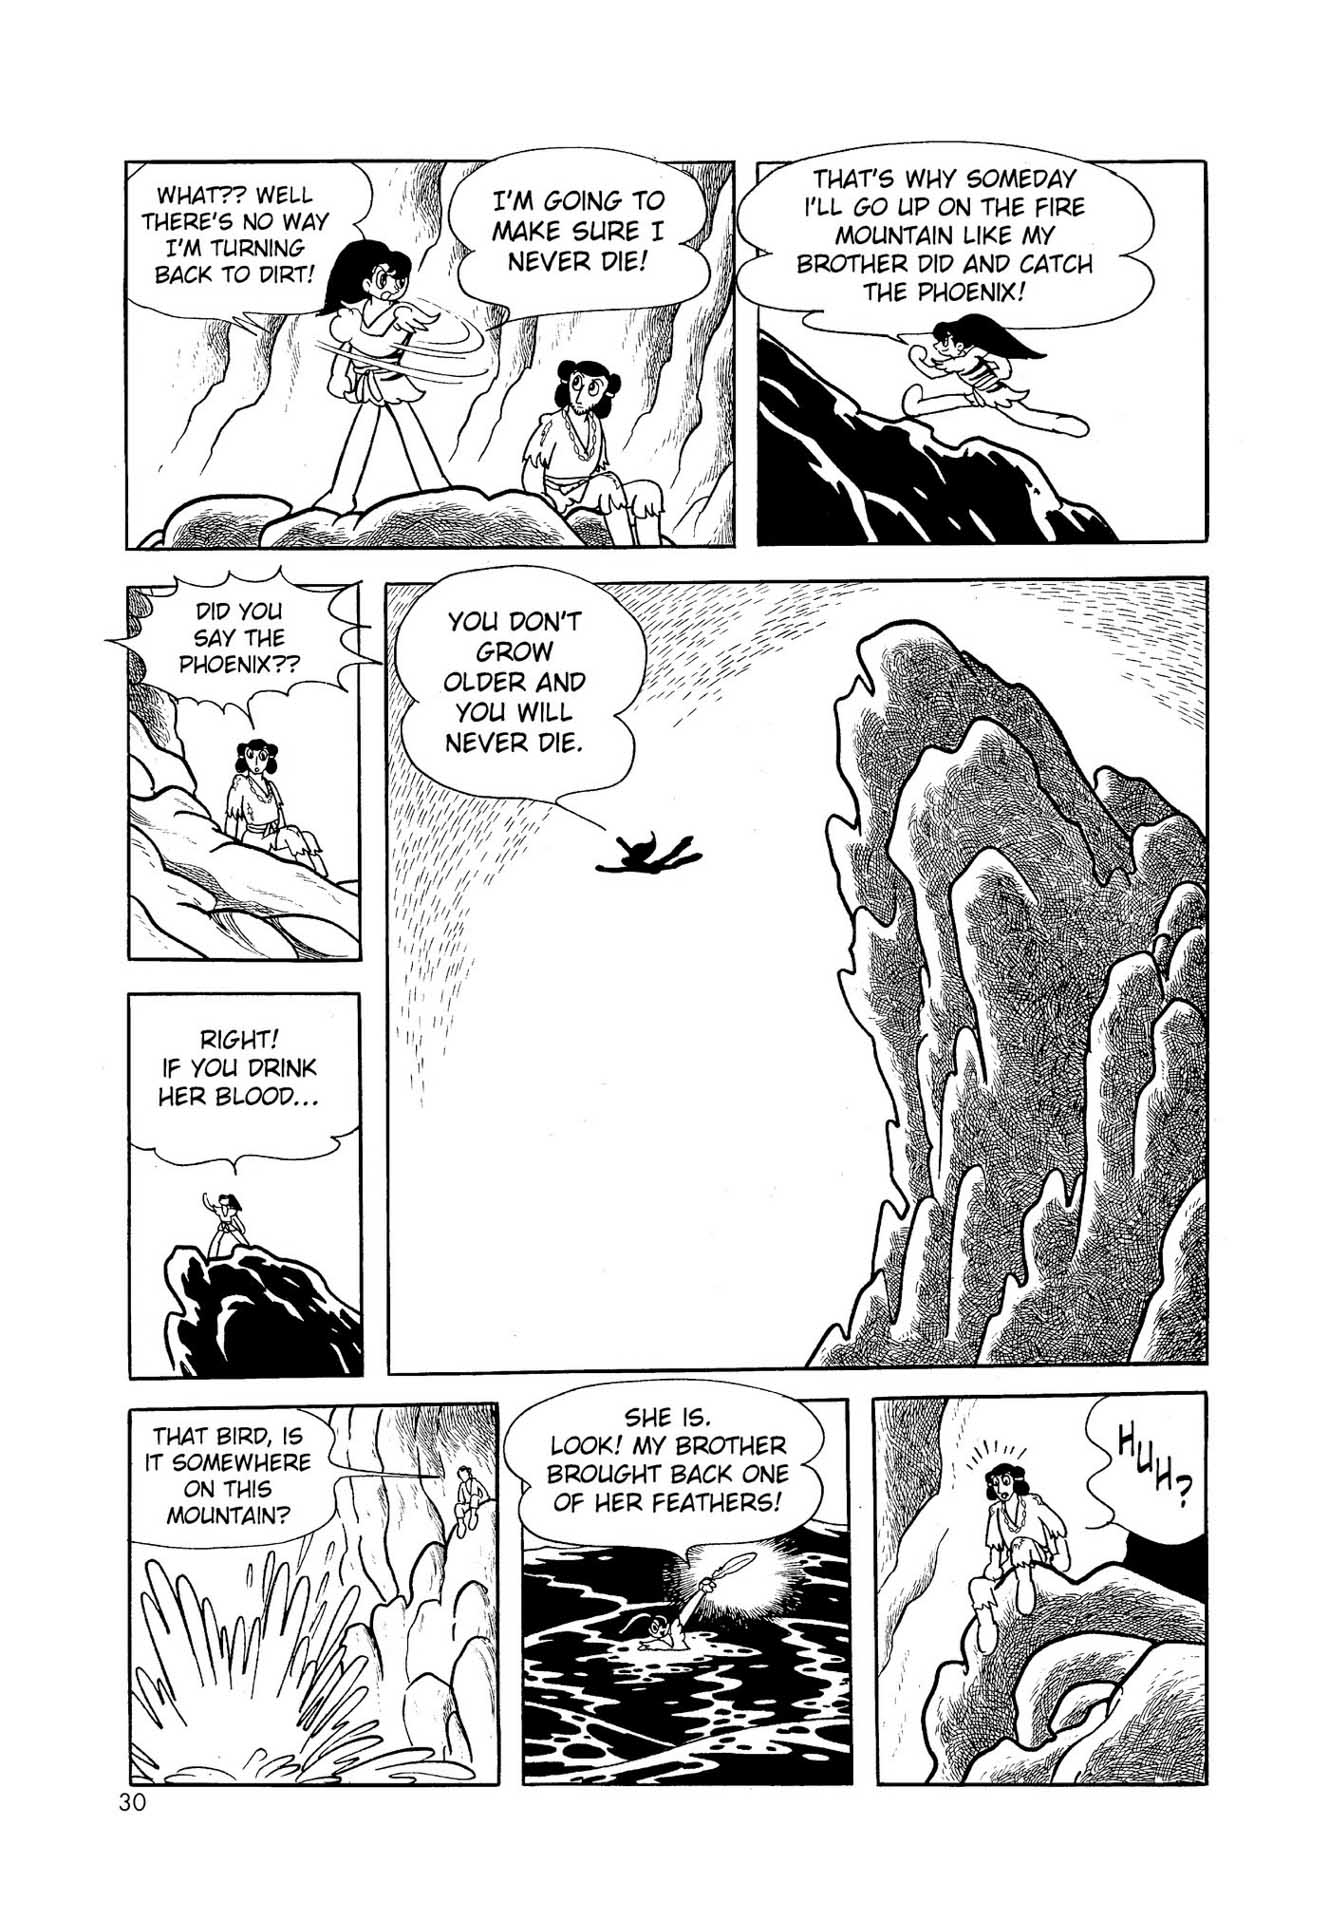 WHAT?? WELL
THERE'S NO WAY
I'M TURNING
BACK TO DIRT!
I'M GOING TO
MAKE SURE I
NEVER DIE!
THAT'S WHY SOMEDAY
I'LL GO UP ON THE FIRE
MOUNTAIN LIKE MY
BROTHER DID AND CATCH
THE PHOENIX!
DID YOU
SAY THE
PHOENIX??
RIGHT!
IF YOU DRINK
HER BLOOD...
YOU DON'T
GROW
OLDER AND
YOU WILL
NEVER DIE.
THAT BIRD, IS
IT SOMEWHERE
ON THIS
MOUNTAIN?
SHE IS.
LOOK! MY BROTHER
BROUGHT BACK ONE
OF HER FEATHERS!
HUH?
30